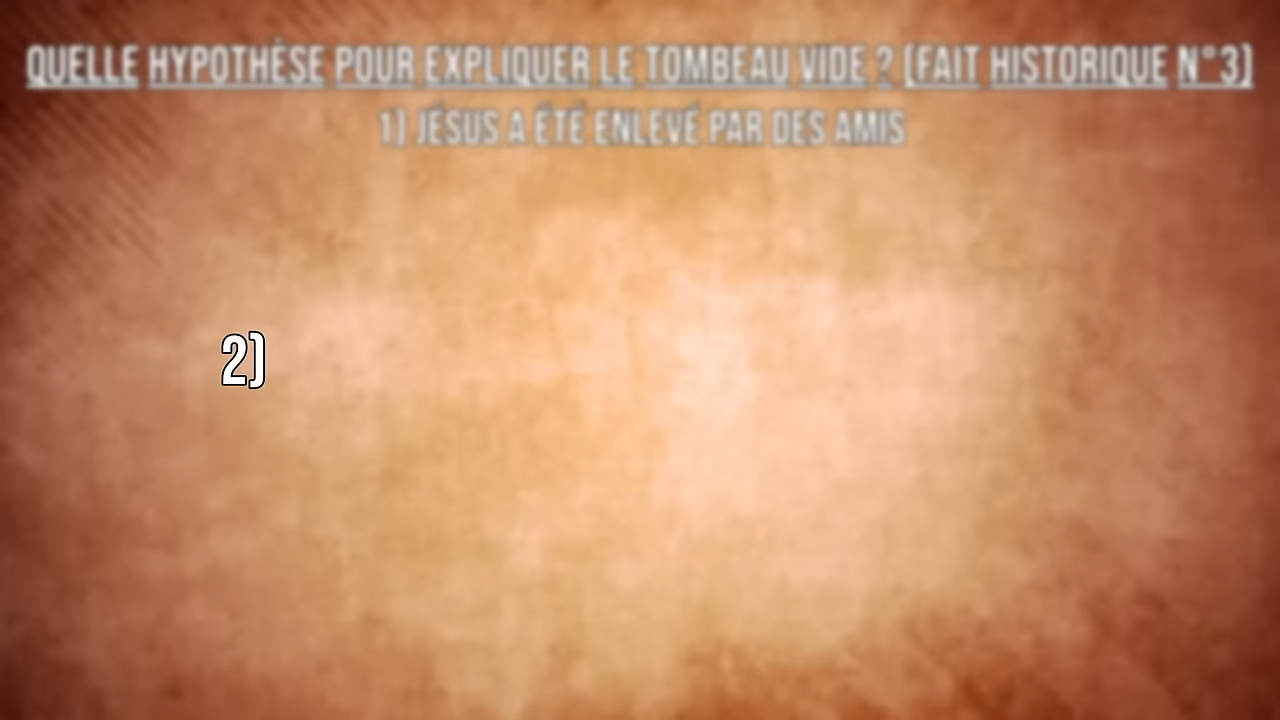 QUELLE HYPOTHÈSE POUR EXPLIQUER LE TOMBEAU VIDE ? (FAIT HISTORIQUE N°3)
1) JÉSUS A ÉTÉ ENLEVÉ PAR DES AMIS
2)